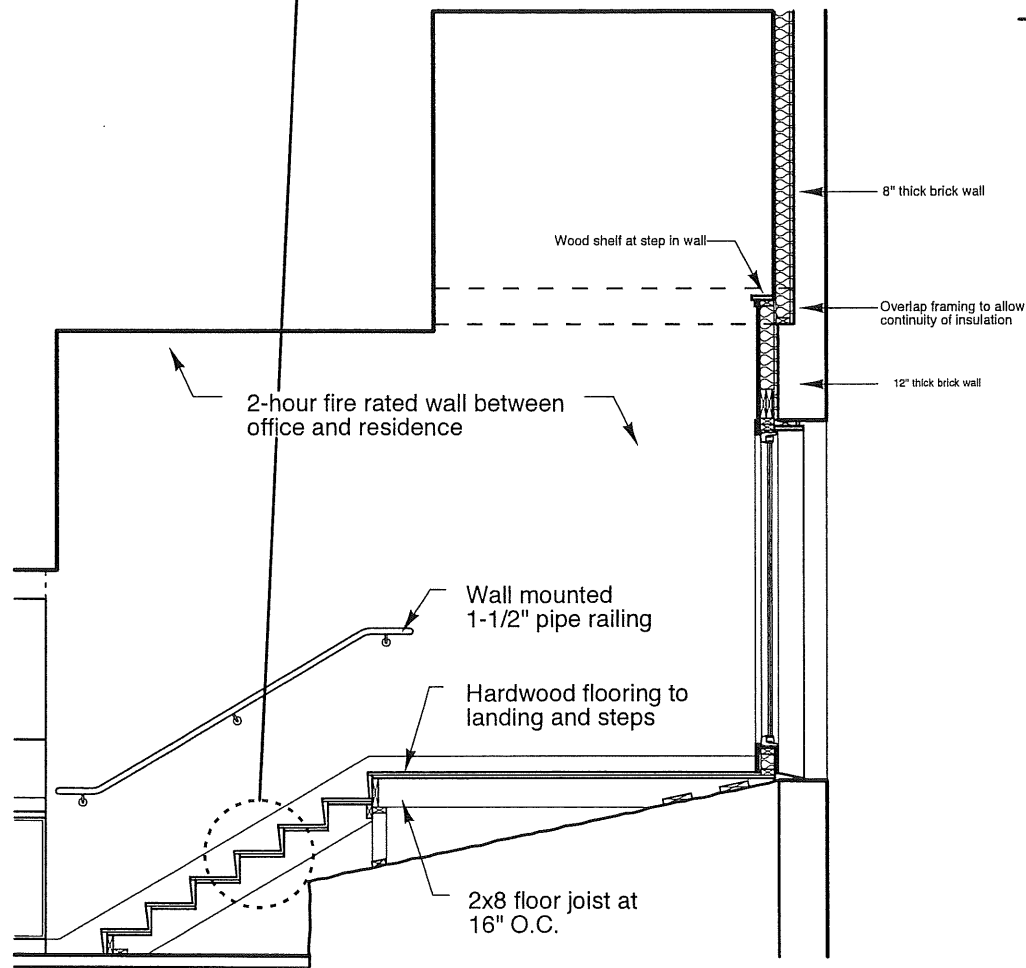 8" thick brick wall
Wood shelf at step in wall
Overlap framing to allow
continuity of insulation
12" thick brick wall
2-hour fire rated wall between
office and residence
Wall mounted
1-1/2" pipe railing
Hardwood flooring to
landing and steps
2x8 floor joist at
16" O.C.